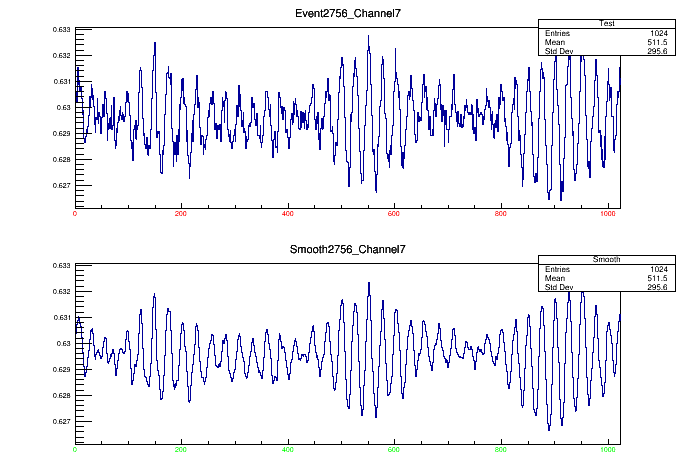 Event2756_Channel7
Test
Entries 1024
Mean 511.5
Std Dev 295.6
0.633
0.632
0.631
0.63
0.629
0.628
0.627
0 200 400 600 800 1000
Smooth2756_Channel7
Smooth
Entries 1024
Mean 511.5
Std Dev 295.6
0.633
0.632
0.631
0.63
0.629
0.628
0.627
0 200 400 600 800 1000